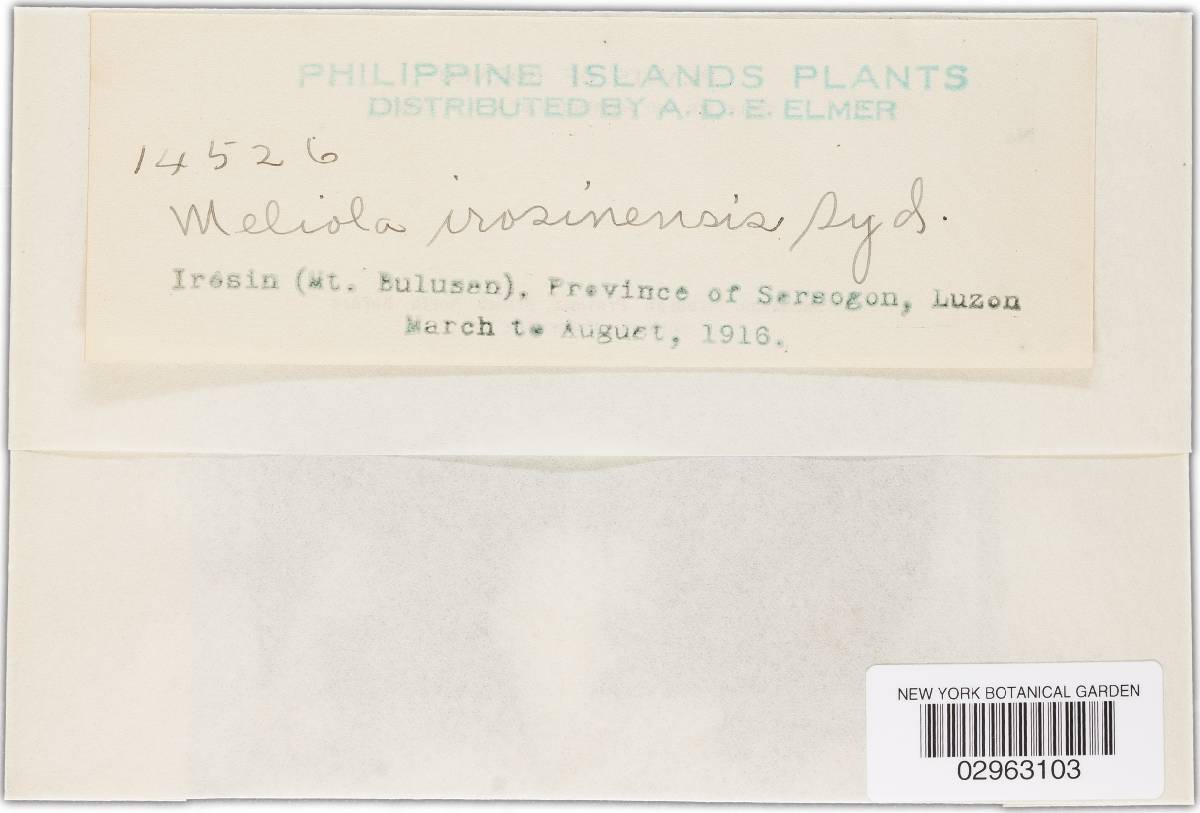 PHILIPPINE ISLANDS PLANTS
DISTRIBUTED BY A. D. E. ELMER
14526
Meliola irosinensis Syd.
Irosin (Mt. Bulusan), Province of Sorsogon, Luzon
March to August, 1916.
NEW YORK BOTANICAL GARDEN
02963103